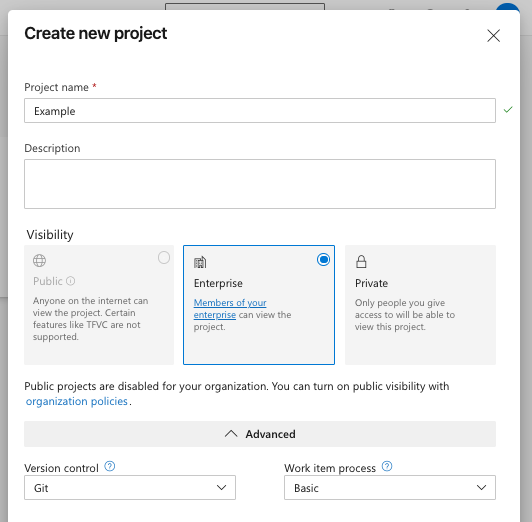 Create new project
Project name *
Example
Description
Visibility
Public
Anyone on the internet can
view the project. Certain
features like TFVC are not
supported.
Enterprise
Members of your
enterprise can view the
project.
Private
Only people you give
access to will be able to
view this project.
Public projects are disabled for your organization. You can turn on public visibility with
organization policies.
Advanced
Version control
Git
Work item process
Basic